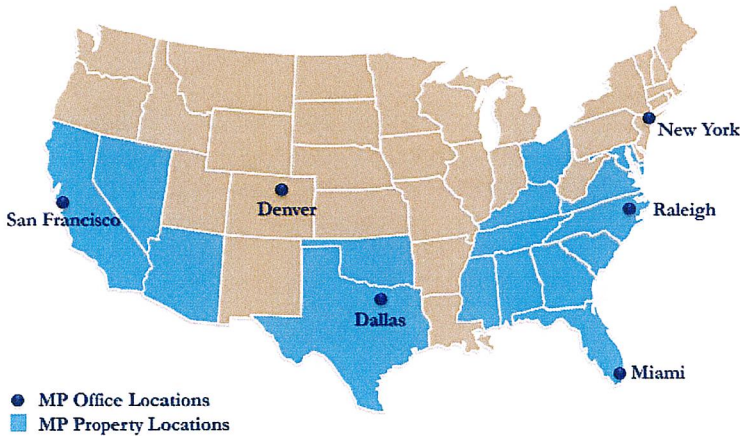 New York
San Francisco
Denver
Raleigh
Dallas
Miami
MP Office Locations
MP Property Locations